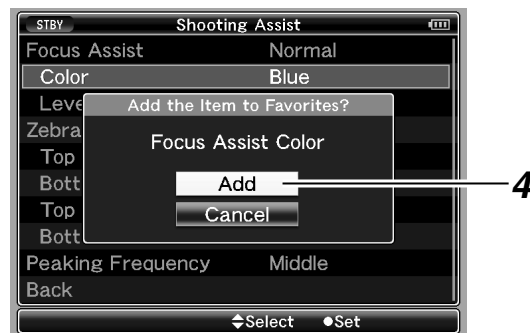 STBY Shooting Assist
Focus Assist Normal
Color Blue
Leve
Add the Item to Favorites?
Zebra
Focus Assist Color
Top
Bott
Add
4
Top
Cancel
Bott
Peaking Frequency Middle
Back
Select Set